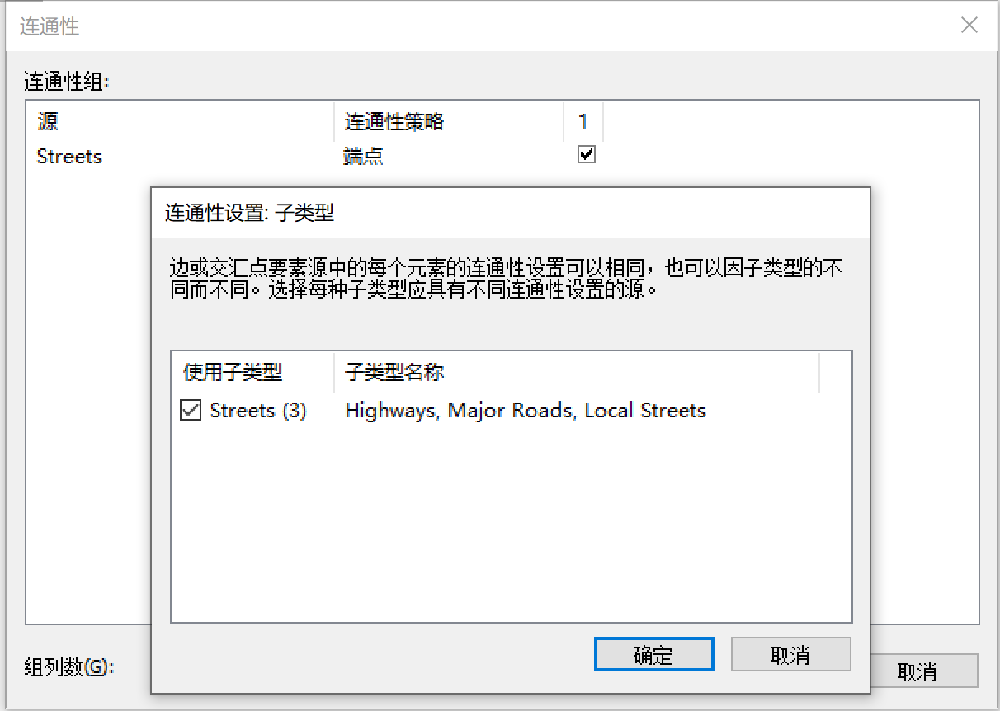 连通性
连通性组:
源 连通性策略 1
Streets 端点
连通性设置: 子类型
边或交汇点要素源中的每个元素的连通性设置可以相同，也可以因子类型的不
同而不同。选择每种子类型应具有不同连通性设置的源。
使用子类型 子类型名称
Streets (3) Highways, Major Roads, Local Streets
确定 取消
组列数(G): 取消